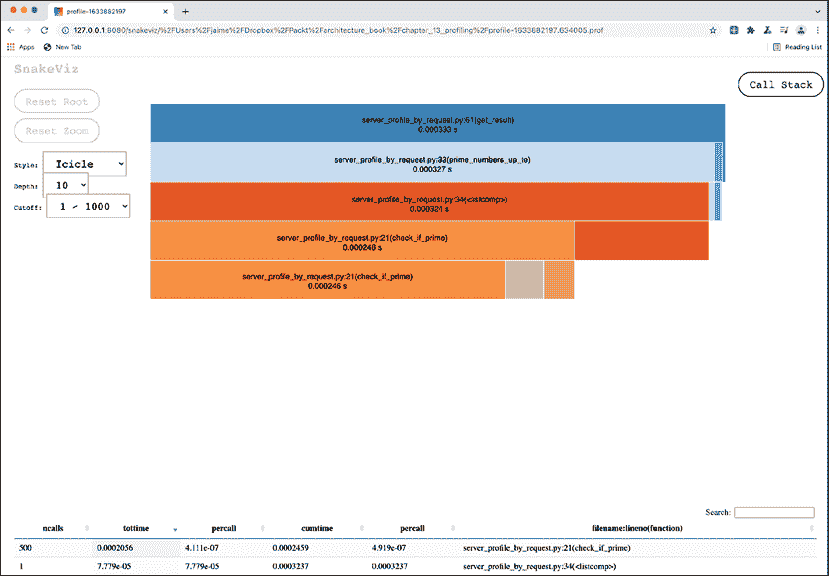 profile-1633882197
127.0.0.1:8080/snakeviz/%2FUsers%2Fjaime%2FDropbox%2FPackt%2Farchitecture_book%2Fchapter_13_profiling%2Fprofile-1633882197.634005.prof
Apps New Tab Reading List
SnakeViz
Call Stack
Reset Root
Reset Zoom
Style: Icicle
Depth: 10
Cutoff: 1 / 1000
server_profile_by_request.py:61(get_result)
0.000333 s
server_profile_by_request.py:33(prime_numbers_up_to)
0.000327 s
server_profile_by_request.py:34(<listcomp>)
0.000324 s
server_profile_by_request.py:21(check_if_prime)
0.000246 s
server_profile_by_request.py:21(check_if_prime)
0.000246 s
Search:
ncalls tottime percall cumtime percall filename:lineno(function)
500 0.0002056 4.111e-07 0.0002459 4.919e-07 server_profile_by_request.py:21(check_if_prime)
1 7.779e-05 7.779e-05 0.0003237 0.0003237 server_profile_by_request.py:34(<listcomp>)